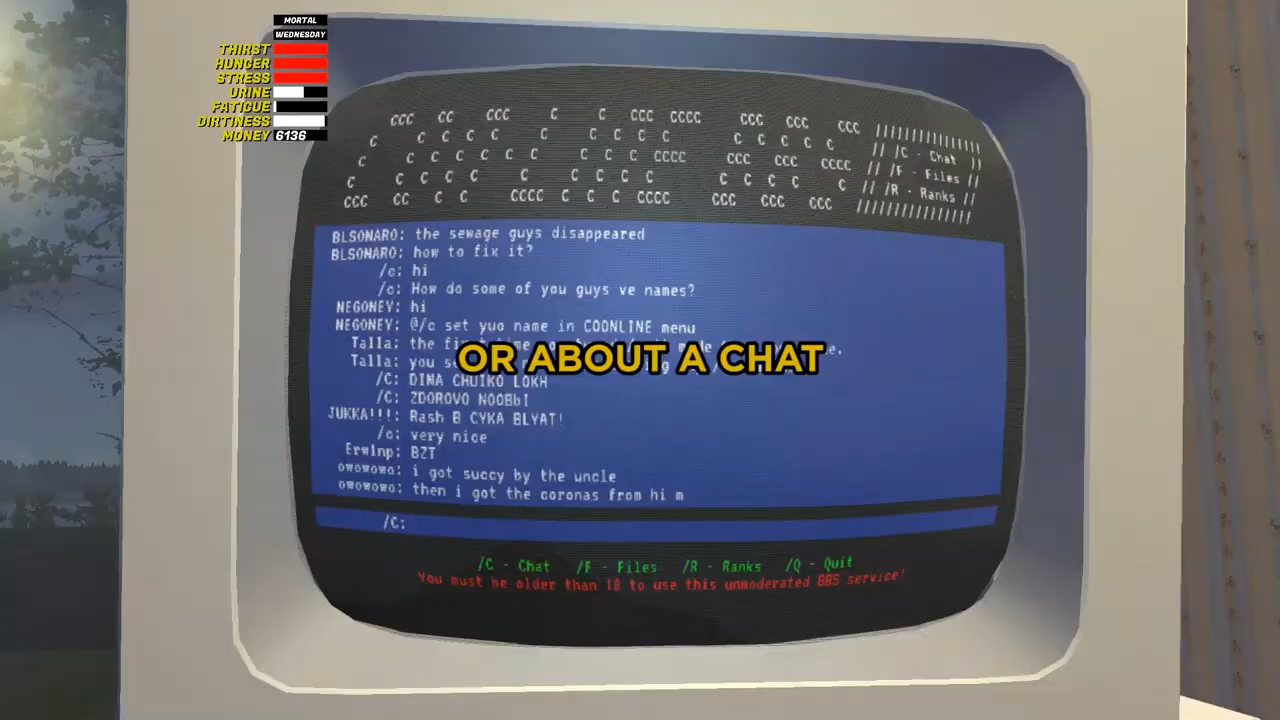 MORTAL
WEDNESDAY
THIRST
HUNGER
STRESS
URINE
FATIGUE
DIRTINESS
MONEY 6136
/C - Chat
/F - Files
/R - Ranks
BLSONARO: the sewage guys disappeared
BLSONARO: how to fix it?
/c: hi
/c: How do some of you guys ve names?
NEGONEY: hi
NEGONEY: @/c set yuo name in COONLINE menu
Talla: the
Talla: you
OR ABOUT A CHAT
/C: DINA CHUIKO LOKH
/C: ZDOROVO NOOBbI
JUKKA!!!: Rash B CYKA BLYAT!
/c: very nice
Erwinp: BZT
owowowo: i got succy by the uncle
owowowo: then i got the coronas from hi m
/C:
/C - Chat /F - Files /R - Ranks /Q - Quit
You must be older than 18 to use this unmoderated BBS service!